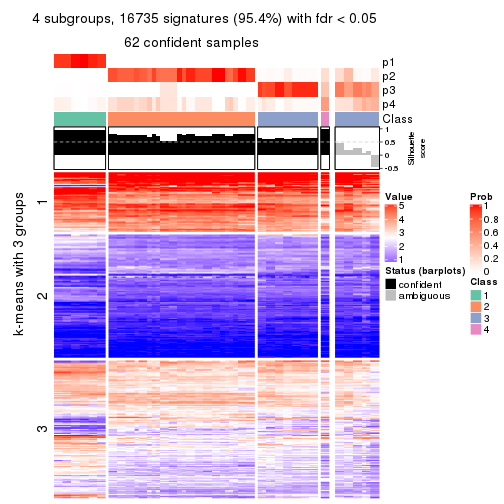 4 subgroups, 16735 signatures (95.4%) with fdr < 0.05
62 confident samples
p1
p2
p3
p4
Class
1
0.5
0
-0.5
Silhouette
score
k-means with 3 groups
1
2
3
Value
5
4
3
2
1
Status (barplots)
confident
ambiguous
Prob
1
0.8
0.6
0.4
0.2
0
Class
1
2
3
4